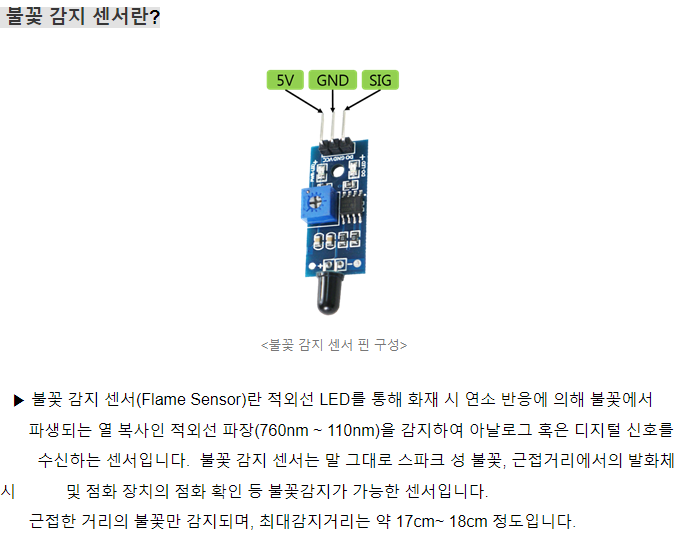 불꽃 감지 센서란?
5V GND SIG
DO GND VCC
<불꽃 감지 센서 핀 구성>
▶ 불꽃 감지 센서(Flame Sensor)란 적외선 LED를 통해 화재 시 연소 반응에 의해 불꽃에서
파생되는 열 복사인 적외선 파장(760nm ~ 110nm)을 감지하여 아날로그 혹은 디지털 신호를
수신하는 센서입니다. 불꽃 감지 센서는 말 그대로 스파크 성 불꽃, 근접거리에서의 발화체
시 및 점화 장치의 점화 확인 등 불꽃감지가 가능한 센서입니다.
근접한 거리의 불꽃만 감지되며, 최대감지거리는 약 17cm~ 18cm 정도입니다.